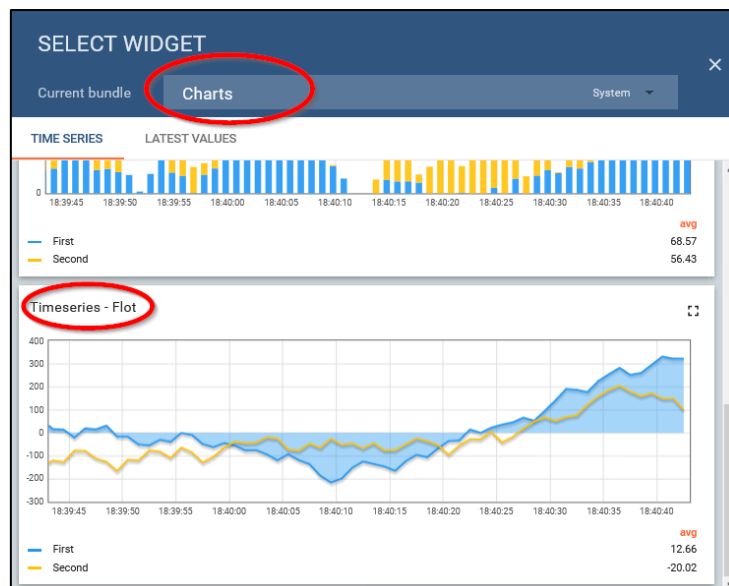 SELECT WIDGET
Current bundle Charts System
TIME SERIES LATEST VALUES
0
18:39:45 18:39:50 18:39:55 18:40:00 18:40:05 18:40:10 18:40:15 18:40:20 18:40:25 18:40:30 18:40:35 18:40:40
avg
First 68.57
Second 56.43
Timeseries - Flot
400
300
200
100
0
-100
-200
-300
18:39:45 18:39:50 18:39:55 18:40:00 18:40:05 18:40:10 18:40:15 18:40:20 18:40:25 18:40:30 18:40:35 18:40:40
avg
First 12.66
Second -20.02